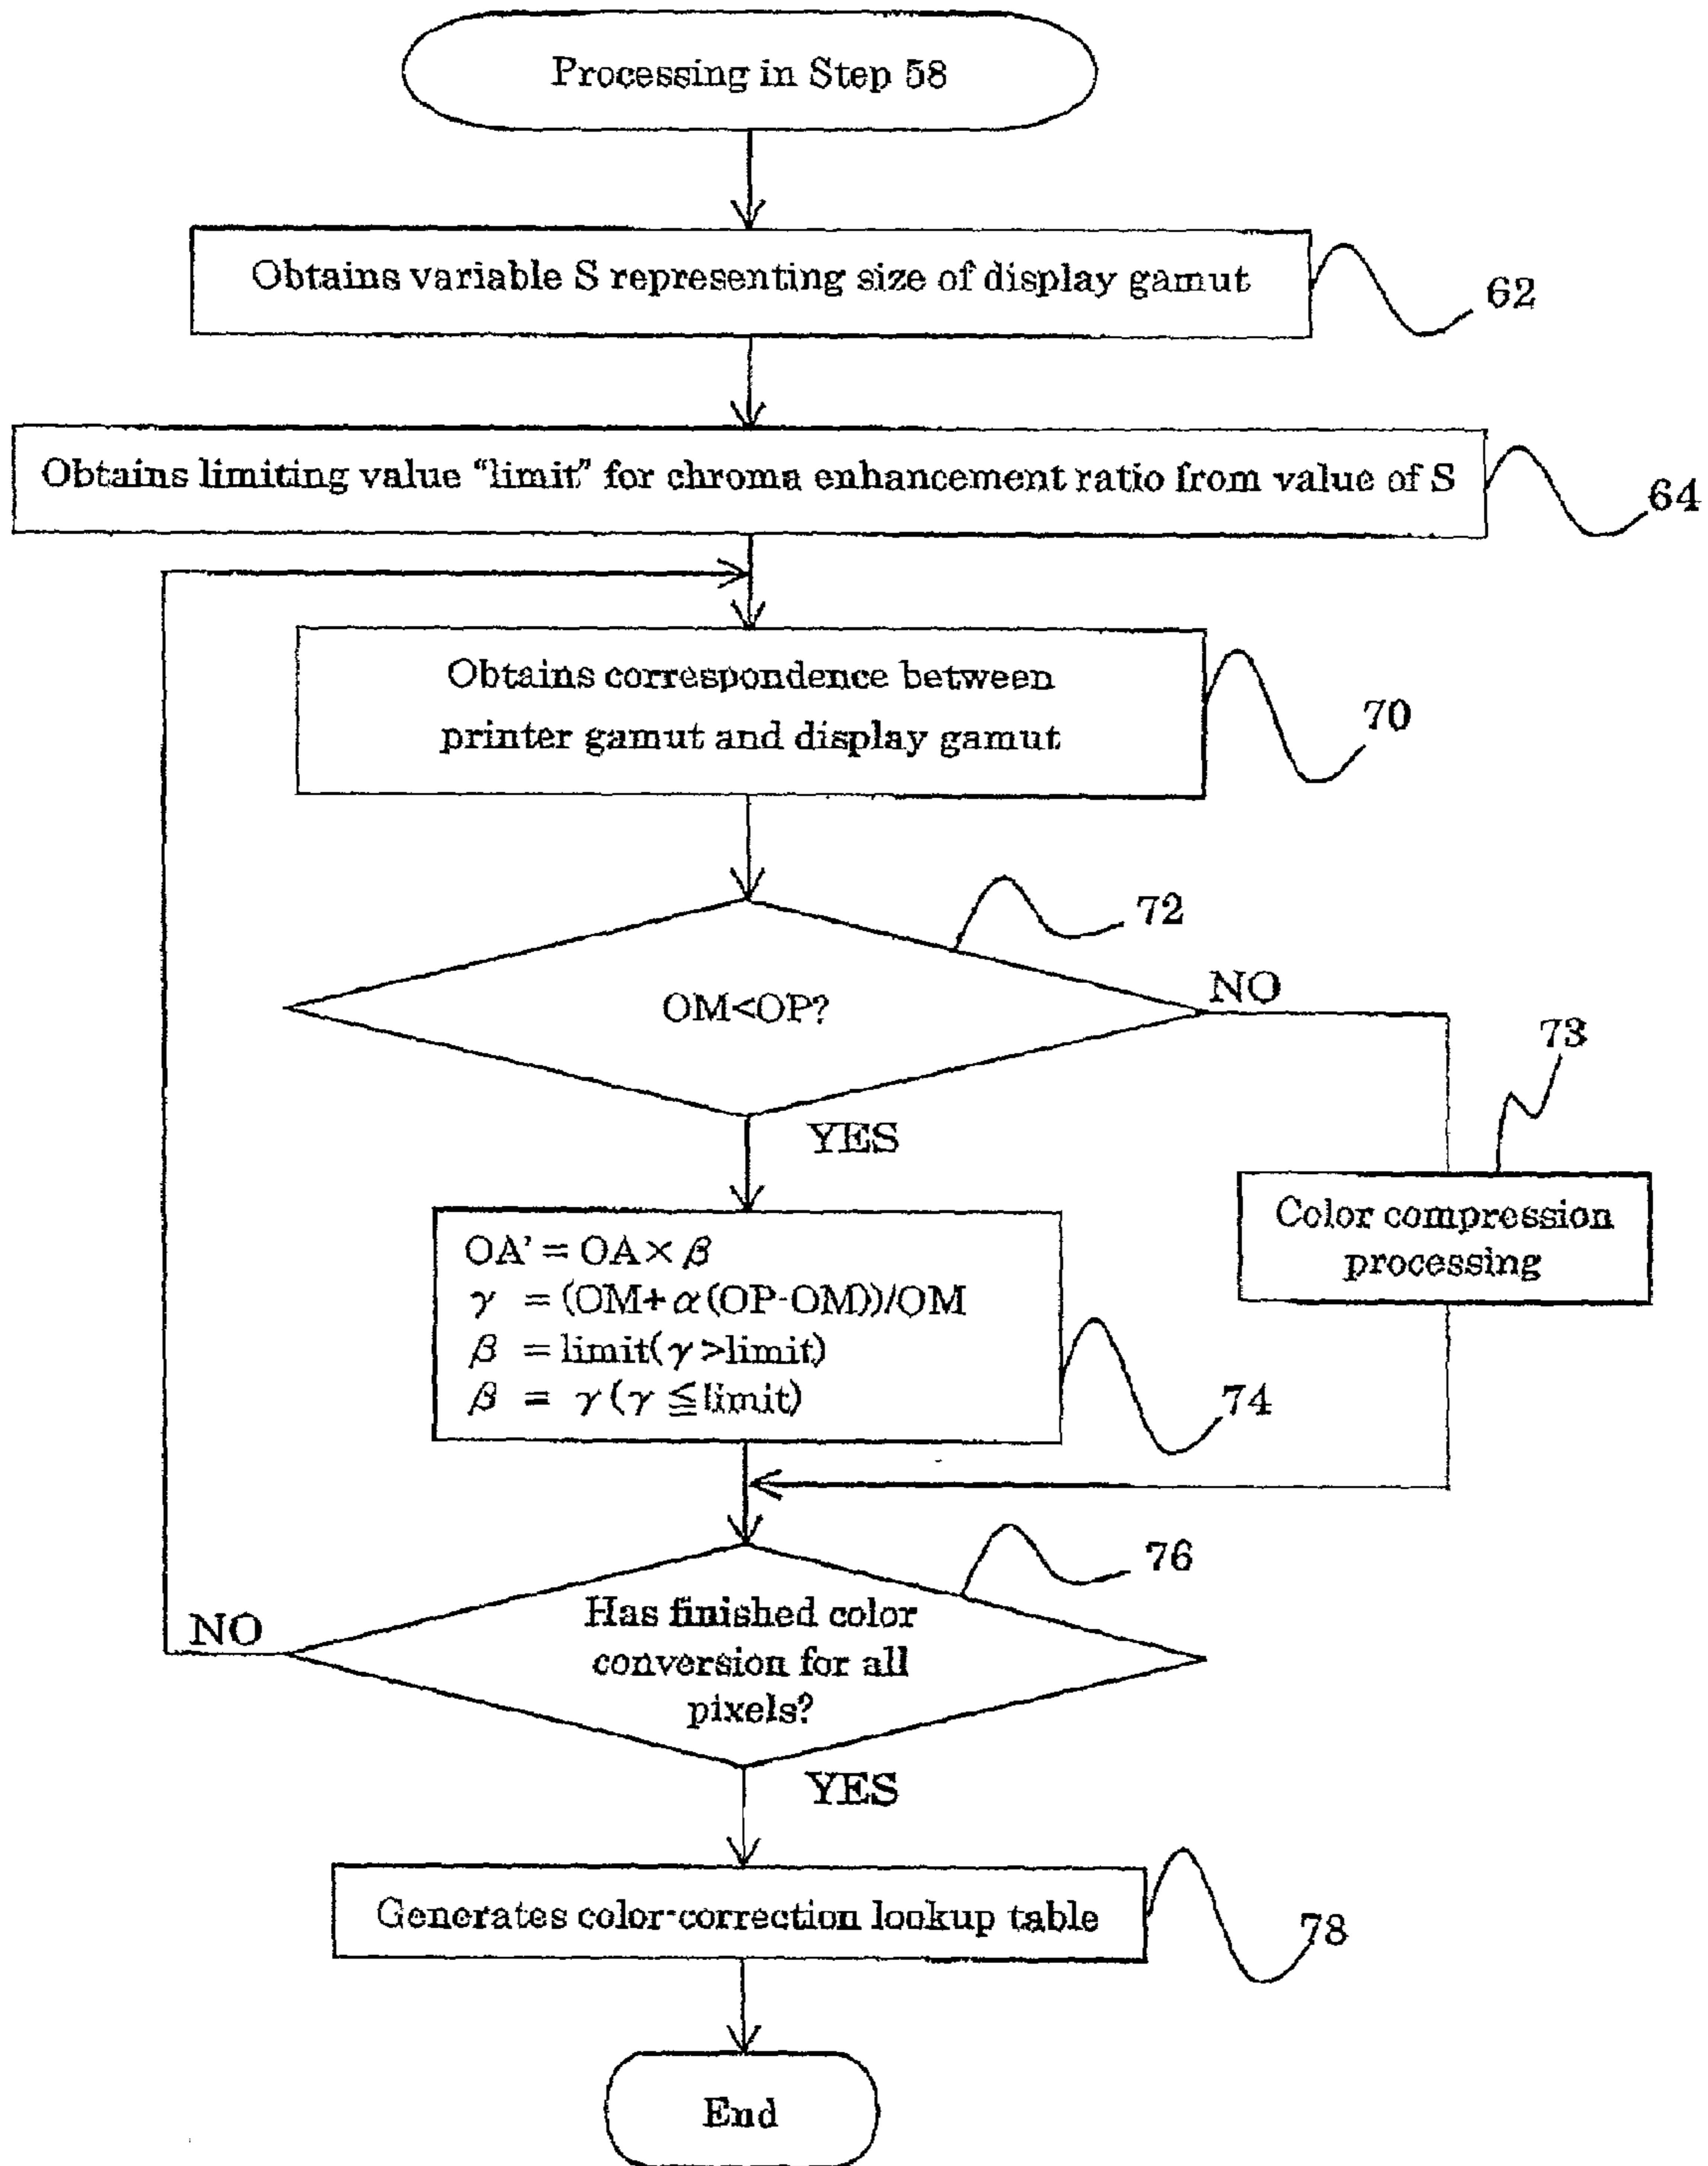 Processing in Step 58
Obtains variable S representing size of display gamut
62
Obtains limiting value “limit” for chroma enhancement ratio from value of S
64
Obtains correspondence between
printer gamut and display gamut
70
72
OM<OP?
NO
73
YES
Color compression
processing
OA’ = OA × β
γ = (OM+ α (OP-OM))/OM
β = limit(γ >limit)
β = γ (γ ≦limit)
74
76
Has finished color
conversion for all
pixels?
NO
YES
Generates color-correction lookup table
78
End